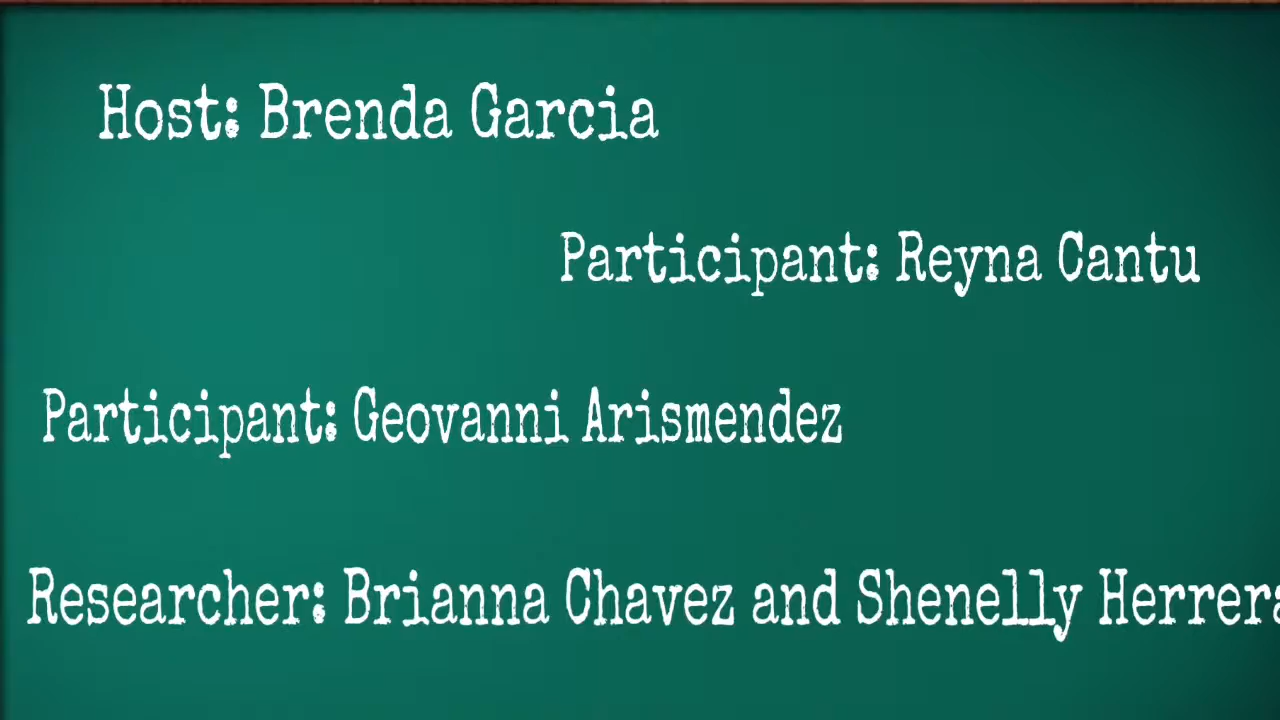 Host: Brenda Garcia
Participant: Reyna Cantu
Participant: Geovanni Arismendez
Researcher: Brianna Chavez and Shenelly Herrera